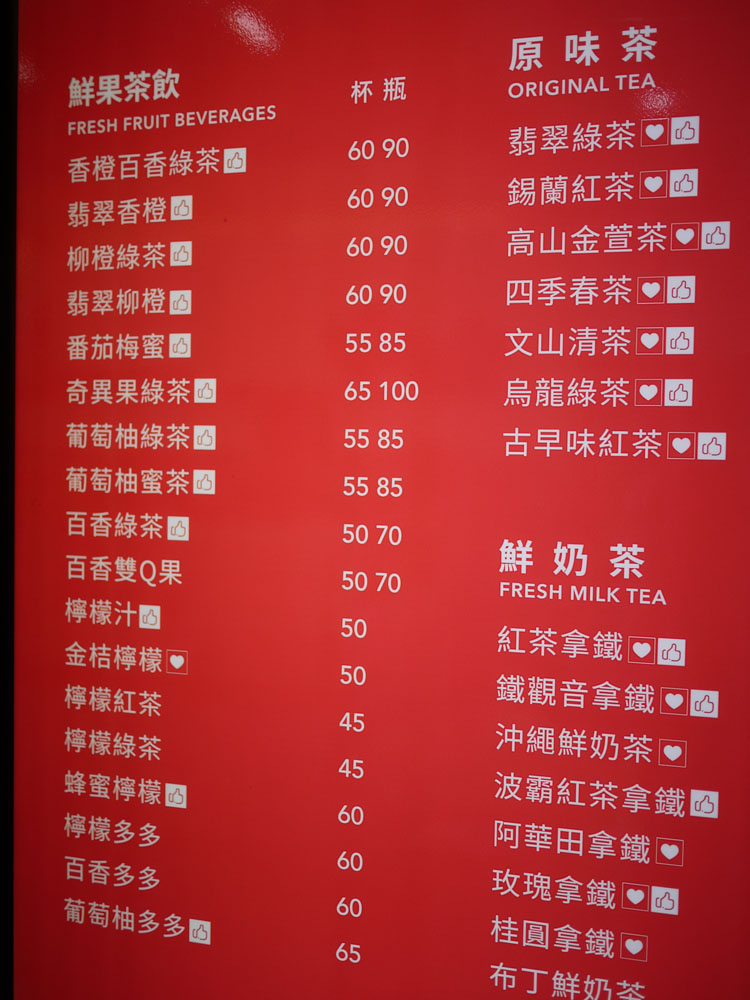 鮮果茶飲 杯 瓶
FRESH FRUIT BEVERAGES
香橙百香綠茶 60 90
翡翠香橙 60 90
柳橙綠茶 60 90
翡翠柳橙 60 90
番茄梅蜜 55 85
奇異果綠茶 65 100
葡萄柚綠茶 55 85
葡萄柚蜜茶 55 85
百香綠茶 50 70
百香雙Q果 50 70
檸檬汁 50
金桔檸檬 50
檸檬紅茶 45
檸檬綠茶 45
蜂蜜檸檬 60
檸檬多多 60
百香多多 60
葡萄柚多多 65
原味茶
ORIGINAL TEA
翡翠綠茶
錫蘭紅茶
高山金萱茶
四季春茶
文山清茶
烏龍綠茶
古早味紅茶
鮮奶茶
FRESH MILK TEA
紅茶拿鐵
鐵觀音拿鐵
沖繩鮮奶茶
波霸紅茶拿鐵
阿華田拿鐵
玫瑰拿鐵
桂圓拿鐵
布丁鮮奶茶